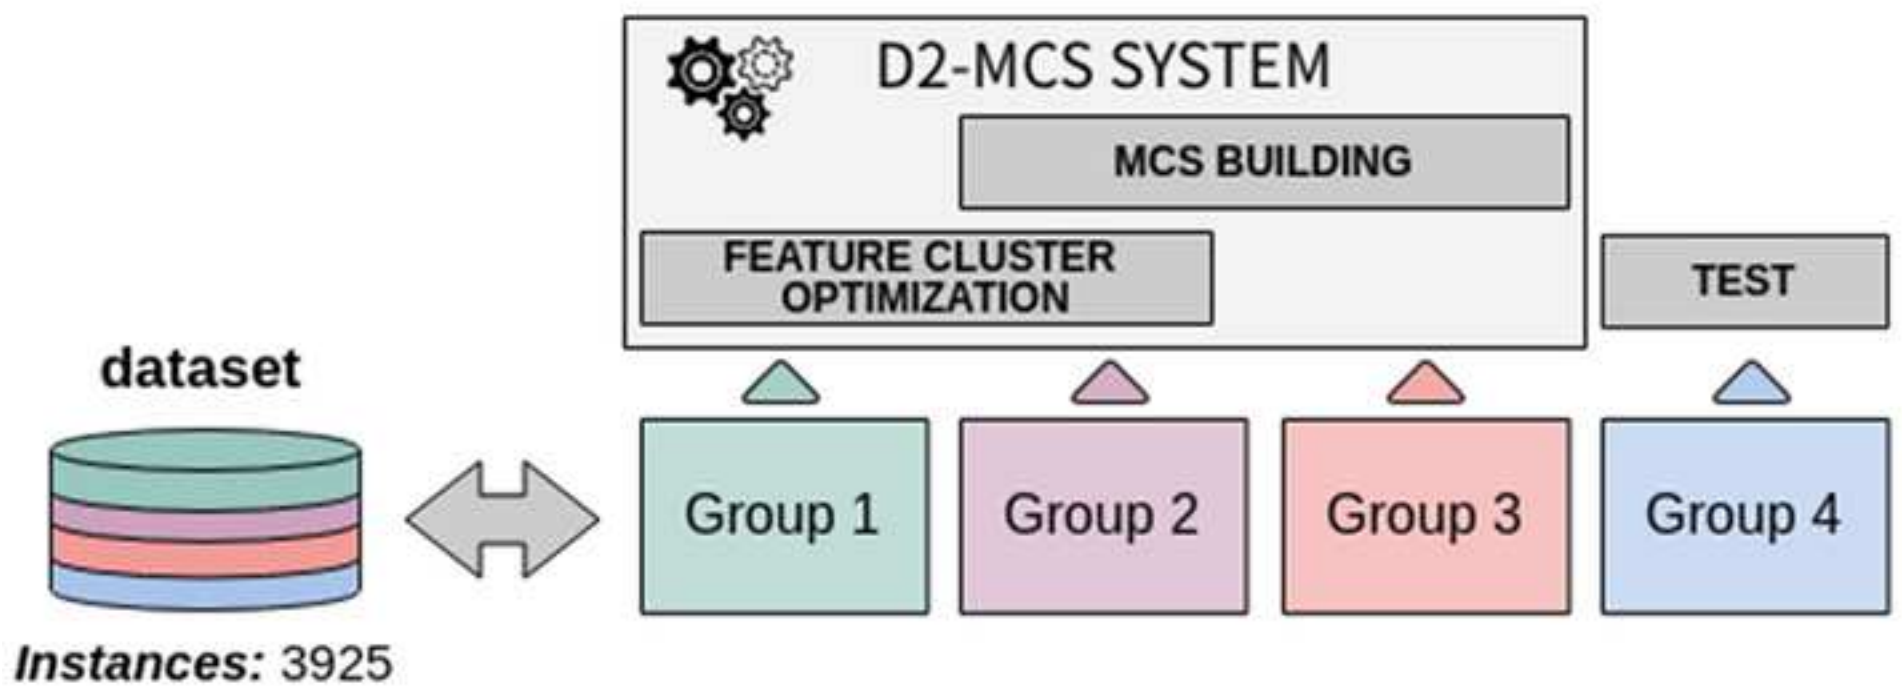 D2-MCS SYSTEM
MCS BUILDING
FEATURE CLUSTER
OPTIMIZATION
TEST
dataset
Group 1
Group 2
Group 3
Group 4
Instances: 3925